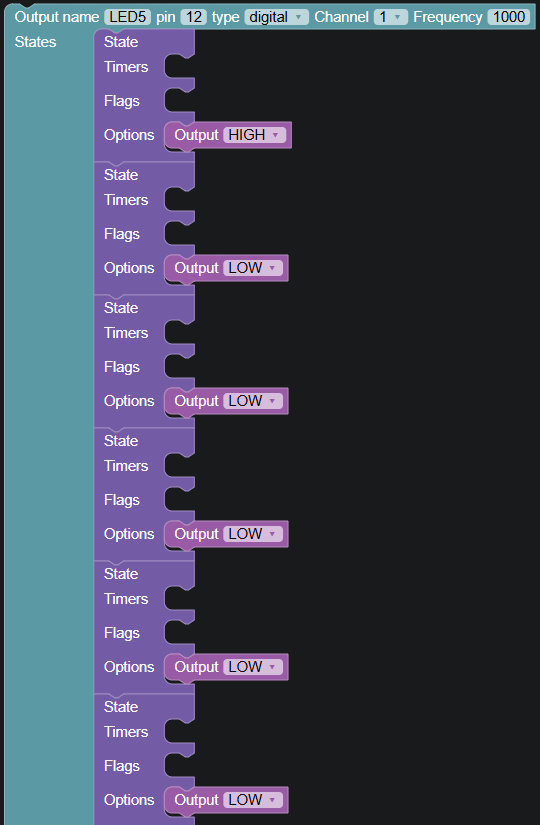 Output name LED5 pin 12 type digital Channel 1 Frequency 1000
States State
Timers
Flags
Options Output HIGH
State
Timers
Flags
Options Output LOW
State
Timers
Flags
Options Output LOW
State
Timers
Flags
Options Output LOW
State
Timers
Flags
Options Output LOW
State
Timers
Flags
Options Output LOW